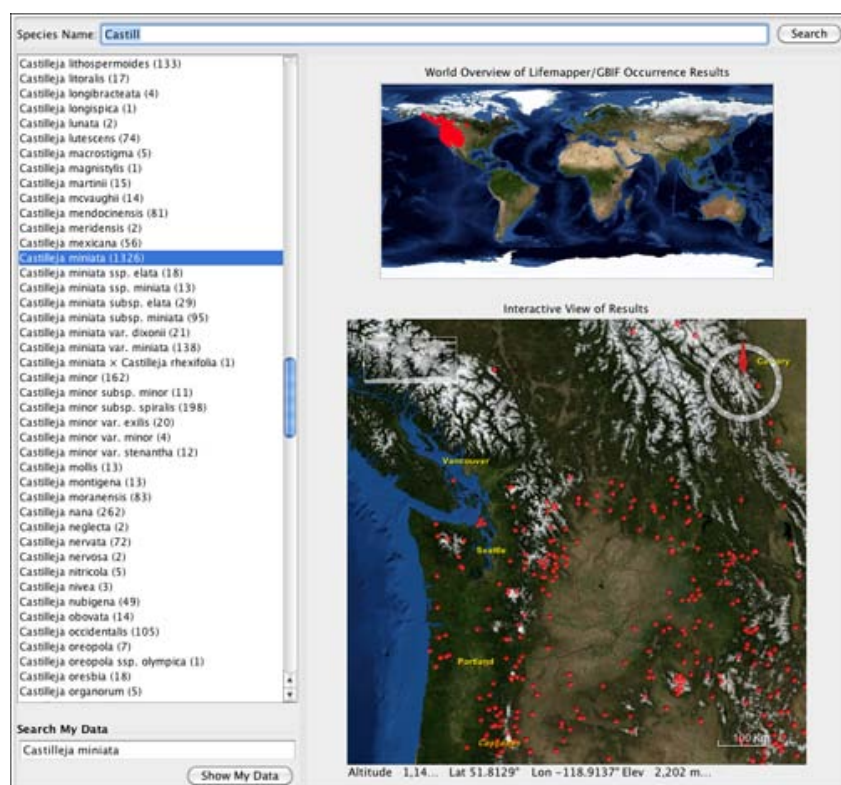 Species Name: Castill Search
Castilleja lithospermoides (133)
Castilleja litoralis (17)
Castilleja longibracteata (4)
Castilleja longispica (1)
Castilleja lunata (2)
Castilleja lutescens (74)
Castilleja macrostigma (5)
Castilleja magnistylis (1)
Castilleja martinii (15)
Castilleja mcvaughii (14)
Castilleja mendocinensis (81)
Castilleja meridensis (2)
Castilleja mexicana (56)
Castilleja miniata (1326)
Castilleja miniata ssp. elata (18)
Castilleja miniata ssp. miniata (13)
Castilleja miniata subsp. elata (29)
Castilleja miniata subsp. miniata (95)
Castilleja miniata var. dixonii (21)
Castilleja miniata var. miniata (138)
Castilleja miniata × Castilleja rhexifolia (1)
Castilleja minor (162)
Castilleja minor subsp. minor (11)
Castilleja minor subsp. spiralis (198)
Castilleja minor var. exilis (20)
Castilleja minor var. minor (4)
Castilleja minor var. stenantha (12)
Castilleja mollis (13)
Castilleja montigena (13)
Castilleja moranensis (83)
Castilleja nana (262)
Castilleja neglecta (2)
Castilleja nervata (72)
Castilleja nervosa (2)
Castilleja nitricola (5)
Castilleja nivea (3)
Castilleja nubigena (49)
Castilleja obovata (14)
Castilleja occidentalis (105)
Castilleja oreopola (7)
Castilleja oreopola ssp. olympica (1)
Castilleja oresbia (18)
Castilleja organorum (5)
Search My Data
Castilleja miniata
Show My Data
World Overview of Lifemapper/GBIF Occurrence Results
Interactive View of Results
Calgary
Vancouver
Seattle
Portland
100 Km
Altitude 1,14... Lat 51.8129° Lon -118.9137° Elev 2,202 m...